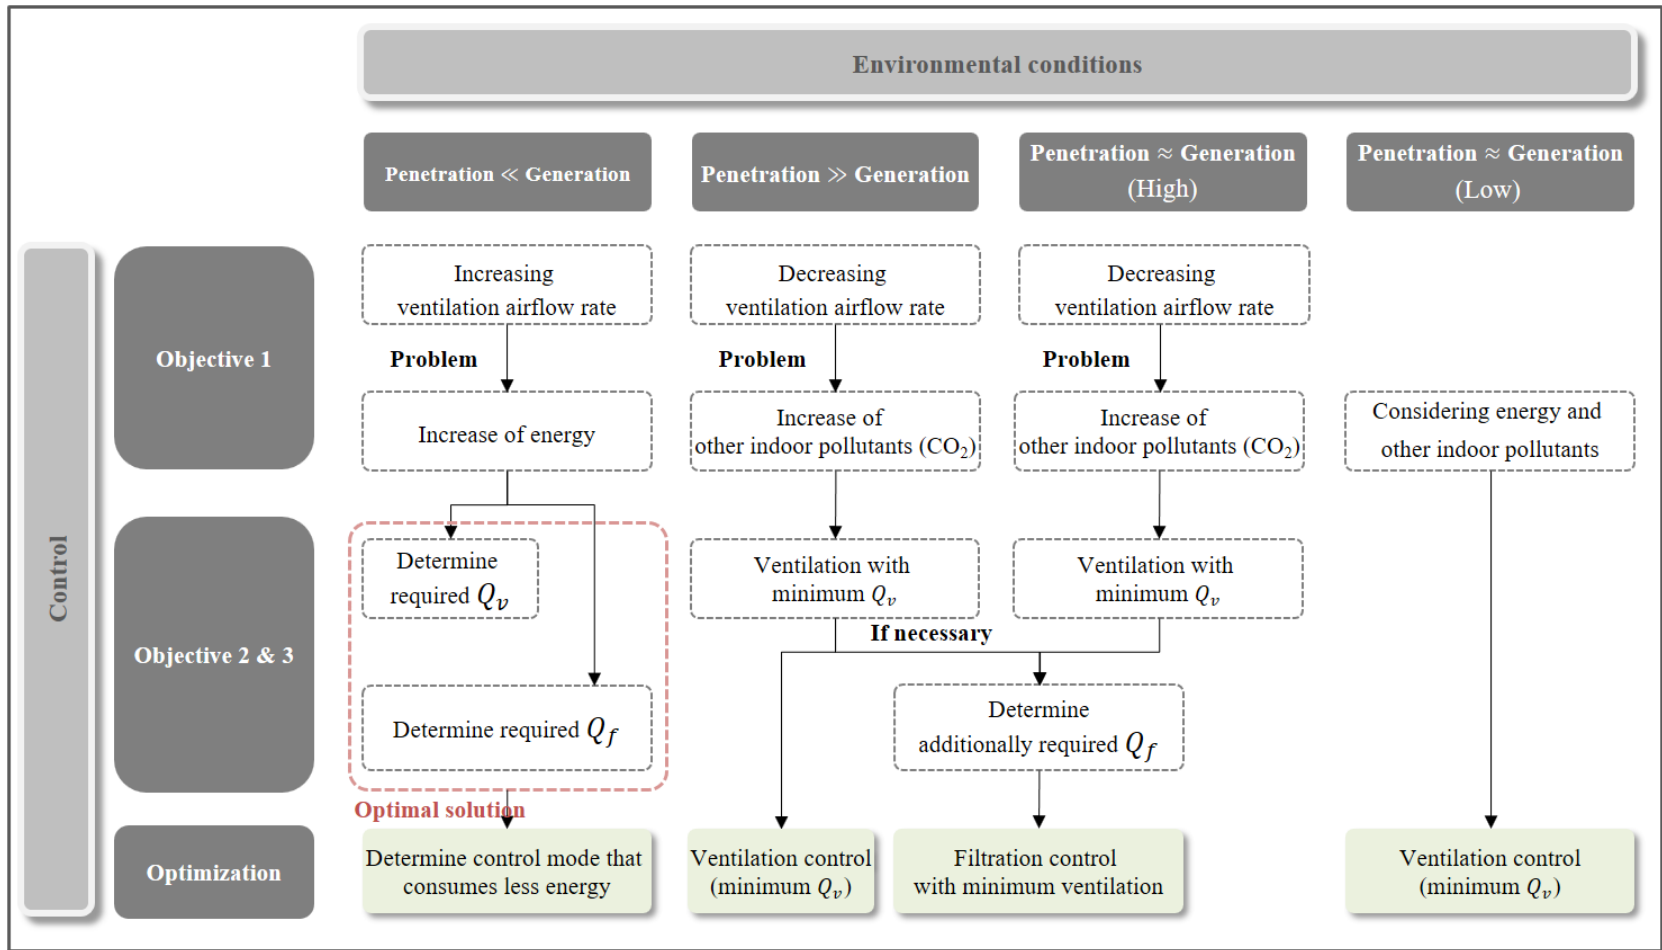 Environmental conditions
Penetration ≪ Generation
Penetration ≫ Generation
Penetration ≈ Generation
(High)
Penetration ≈ Generation
(Low)
Control
Objective 1
Increasing
ventilation airflow rate
Decreasing
ventilation airflow rate
Decreasing
ventilation airflow rate
Problem
Problem
Problem
Increase of energy
Increase of
other indoor pollutants (CO₂)
Increase of
other indoor pollutants (CO₂)
Considering energy and
other indoor pollutants
Objective 2 & 3
Determine
required Qᵥ
Ventilation with
minimum Qᵥ
Ventilation with
minimum Qᵥ
If necessary
Determine required Q_f
Determine
additionally required Q_f
Optimal solution
Optimization
Determine control mode that
consumes less energy
Ventilation control
(minimum Qᵥ)
Filtration control
with minimum ventilation
Ventilation control
(minimum Qᵥ)